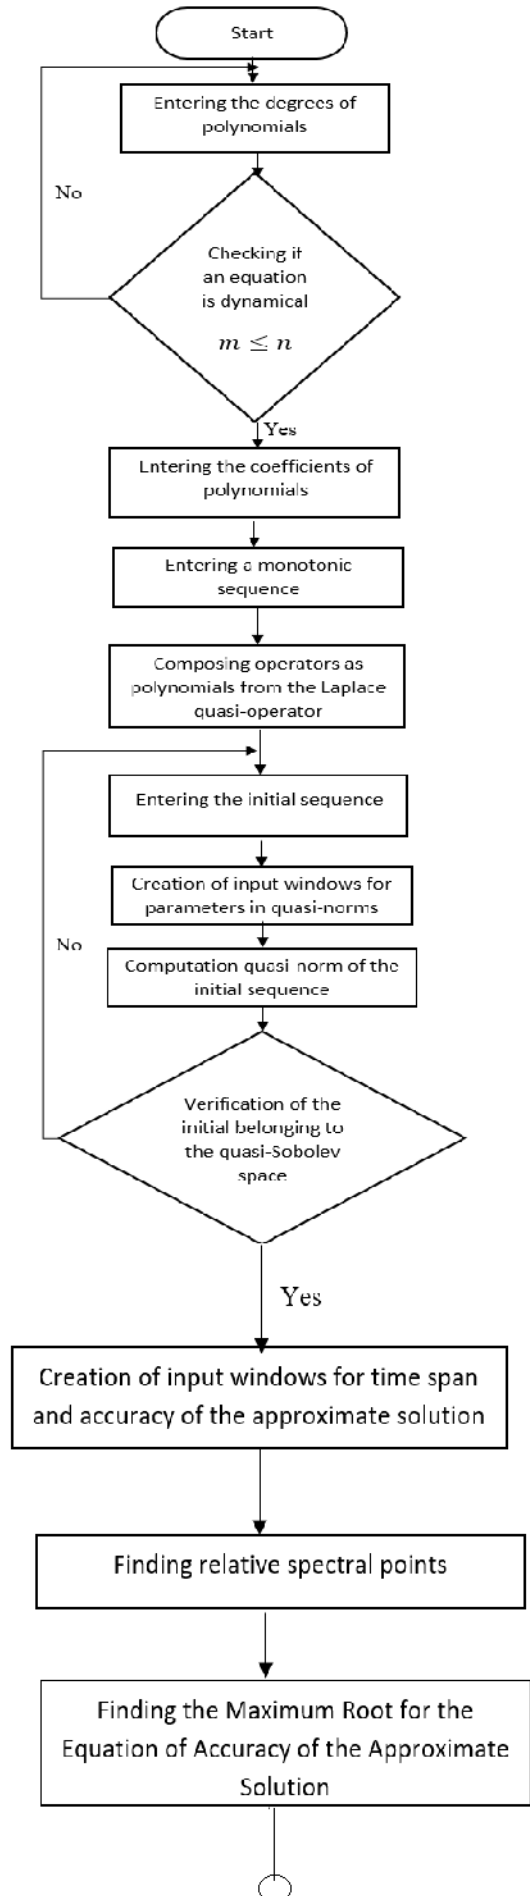 Start
Entering the degrees of
polynomials
No
Checking if
an equation
is dynamical
m ≤ n
Yes
Entering the coefficients of
polynomials
Entering a monotonic
sequence
Composing operators as
polynomials from the Laplace
quasi-operator
Entering the initial sequence
Creation of input windows for
parameters in quasi-norms
No
Computation quasi norm of the
initial sequence
Verification of the
initial belonging to
the quasi-Sobolev
space
Yes
Creation of input windows for time span
and accuracy of the approximate solution
Finding relative spectral points
Finding the Maximum Root for the
Equation of Accuracy of the Approximate
Solution